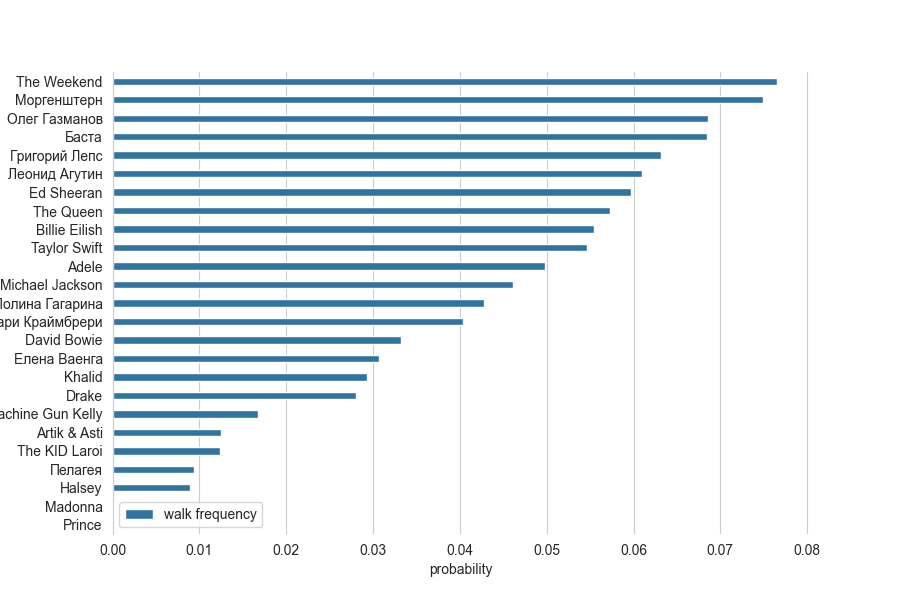 The Weekend
Моргенштерн
Олег Газманов
Баста
Григорий Лепс
Леонид Агутин
Ed Sheeran
The Queen
Billie Eilish
Taylor Swift
Adele
Michael Jackson
Гагарина
Краймбрери
David Bowie
Елена Ваенга
Khalid
Drake
Gun Kelly
Artik & Asti
The KID Laroi
Пелагея
Halsey
Madonna
Prince
walk frequency
0.00 0.01 0.02 0.03 0.04 0.05 0.06 0.07 0.08
probability